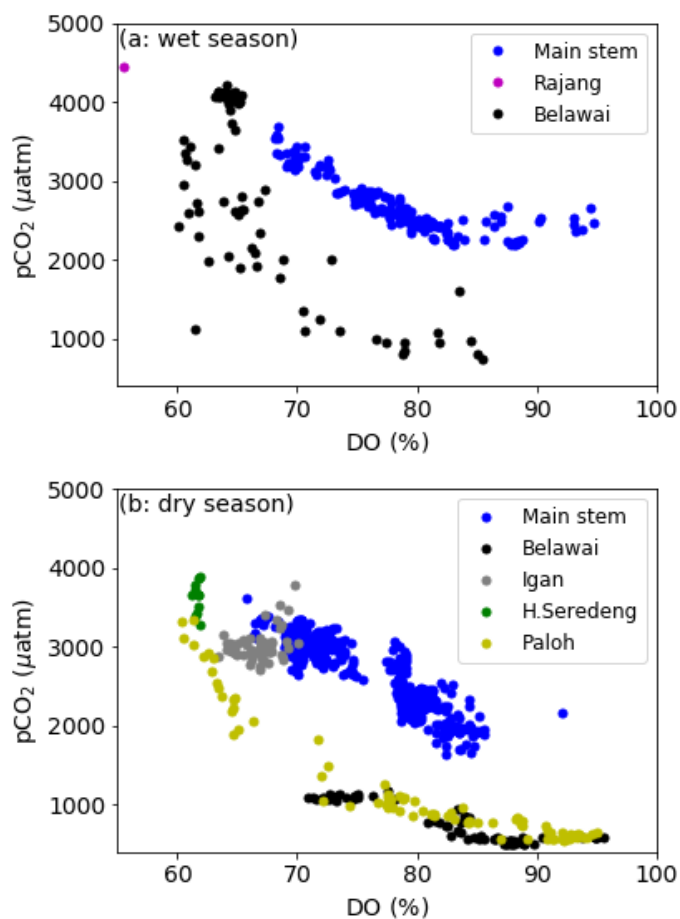 5000
(a: wet season)
Main stem
Rajang
Belawai
4000
3000
2000
1000
pCO₂ (μatm)
60 70 80 90 100
DO (%)
5000
(b: dry season)
Main stem
Belawai
Igan
H.Seredeng
Paloh
4000
3000
2000
1000
pCO₂ (μatm)
60 70 80 90 100
DO (%)